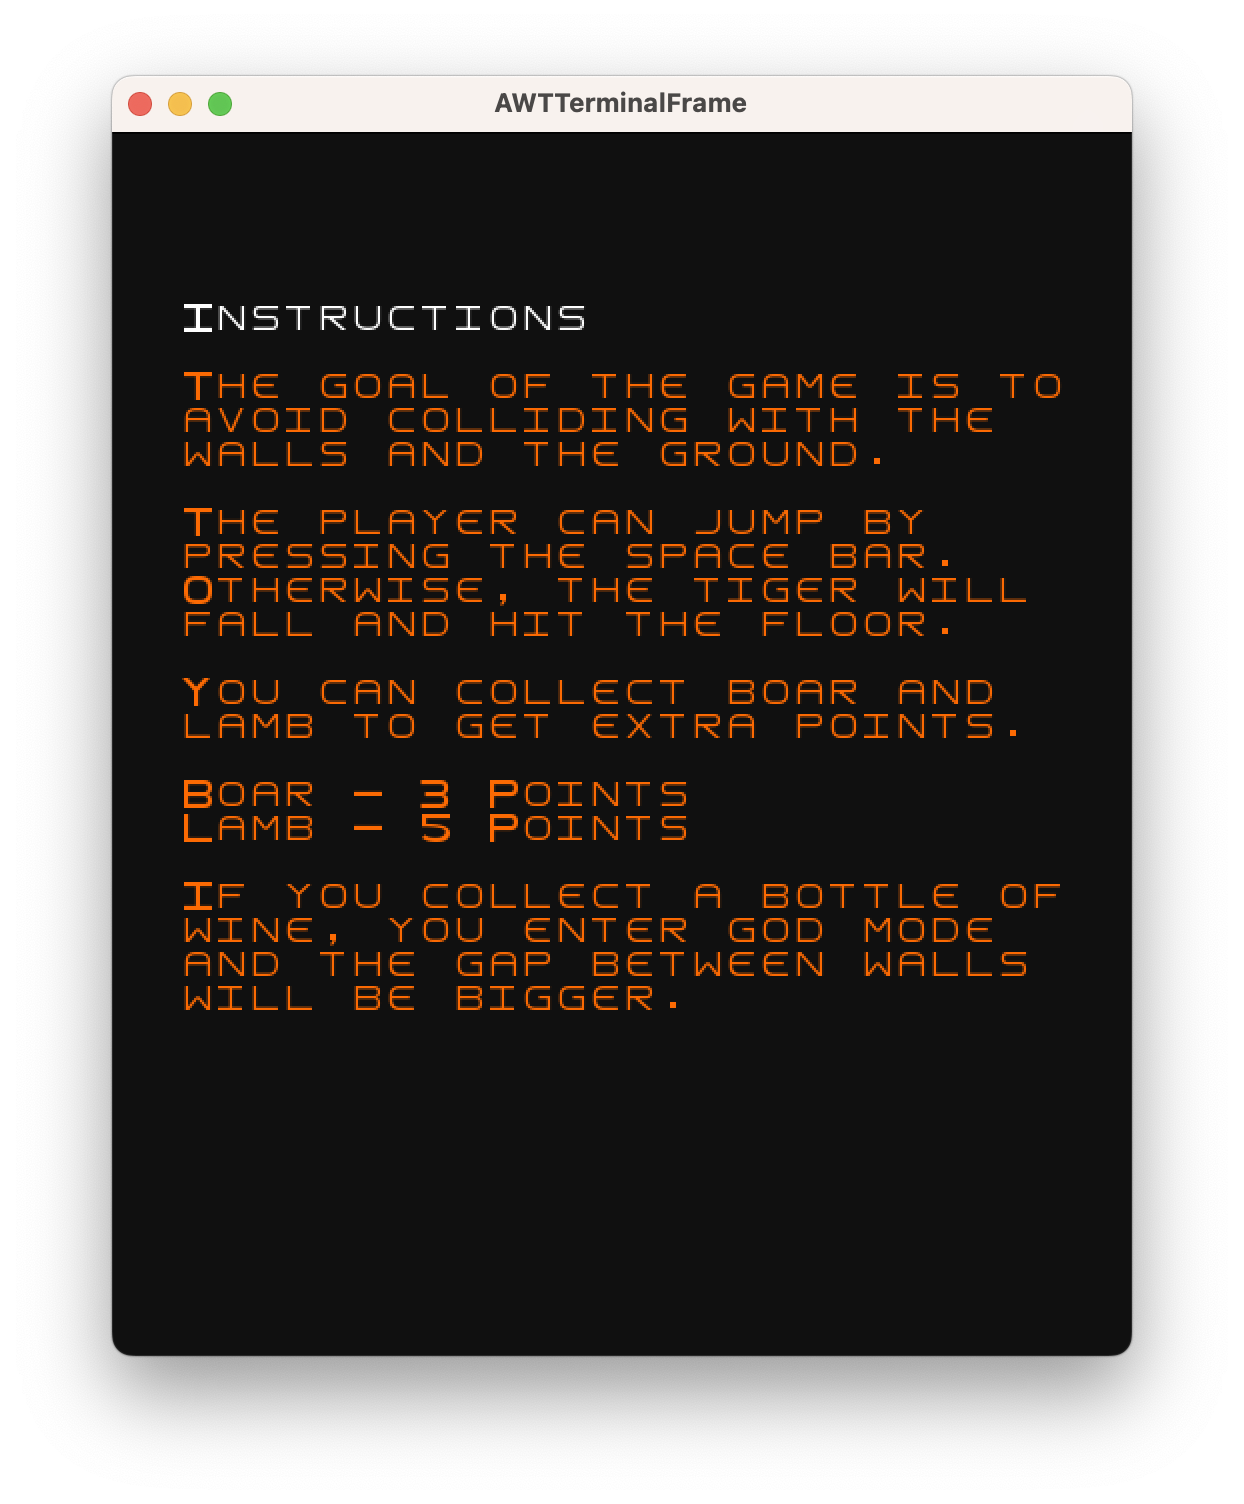 AWTTerminalFrame
Instructions
The goal of the game is to
avoid colliding with the
walls and the ground.
The player can jump by
pressing the space bar.
Otherwise, the tiger will
fall and hit the floor.
You can collect boar and
lamb to get extra points.
Boar - 3 Points
Lamb - 5 Points
If you collect a bottle of
wine, you enter god mode
and the gap between walls
will be bigger.